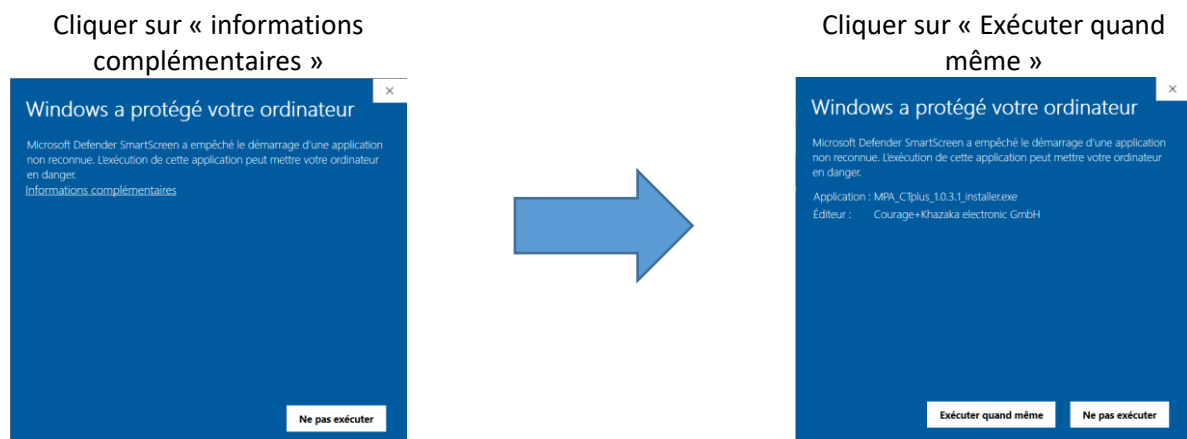 Cliquer sur « informations
complémentaires »
Windows a protégé votre ordinateur
Microsoft Defender SmartScreen a empêché le démarrage d'une application
non reconnue. L'exécution de cette application peut mettre votre ordinateur
en danger.
Informations complémentaires
Ne pas exécuter
Cliquer sur « Exécuter quand
même »
Windows a protégé votre ordinateur
Microsoft Defender SmartScreen a empêché le démarrage d'une application
non reconnue. L'exécution de cette application peut mettre votre ordinateur
en danger.
Application : MPA_CTplus_1.0.3.1_installer.exe
Éditeur : Courage+Khazaka electronic GmbH
Exécuter quand même Ne pas exécuter